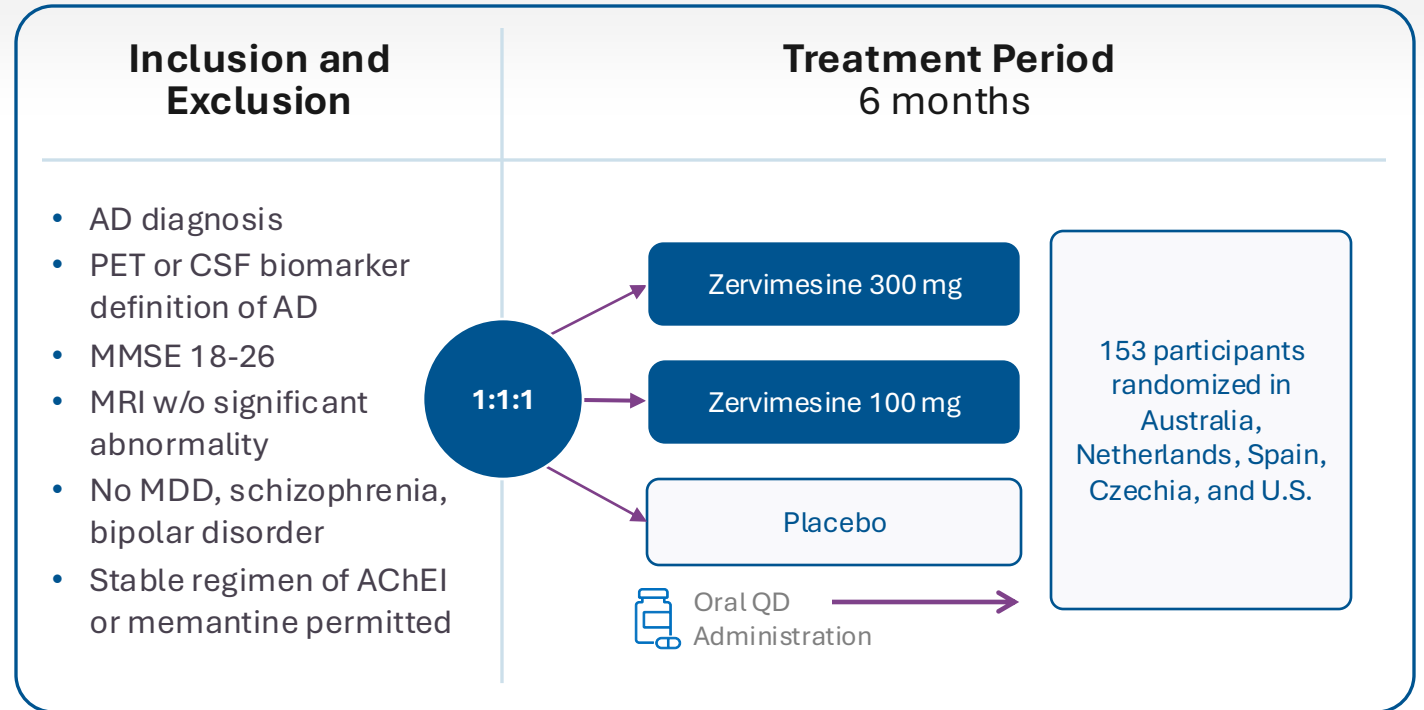 Inclusion and
Exclusion
Treatment Period
6 months
• AD diagnosis
• PET or CSF biomarker
definition of AD
• MMSE 18-26
• MRI w/o significant
abnormality
• No MDD, schizophrenia,
bipolar disorder
• Stable regimen of AChEI
or memantine permitted
1:1:1
Zervimesine 300 mg
Zervimesine 100 mg
Placebo
Oral QD
Administration
153 participants
randomized in
Australia,
Netherlands, Spain,
Czechia, and U.S.